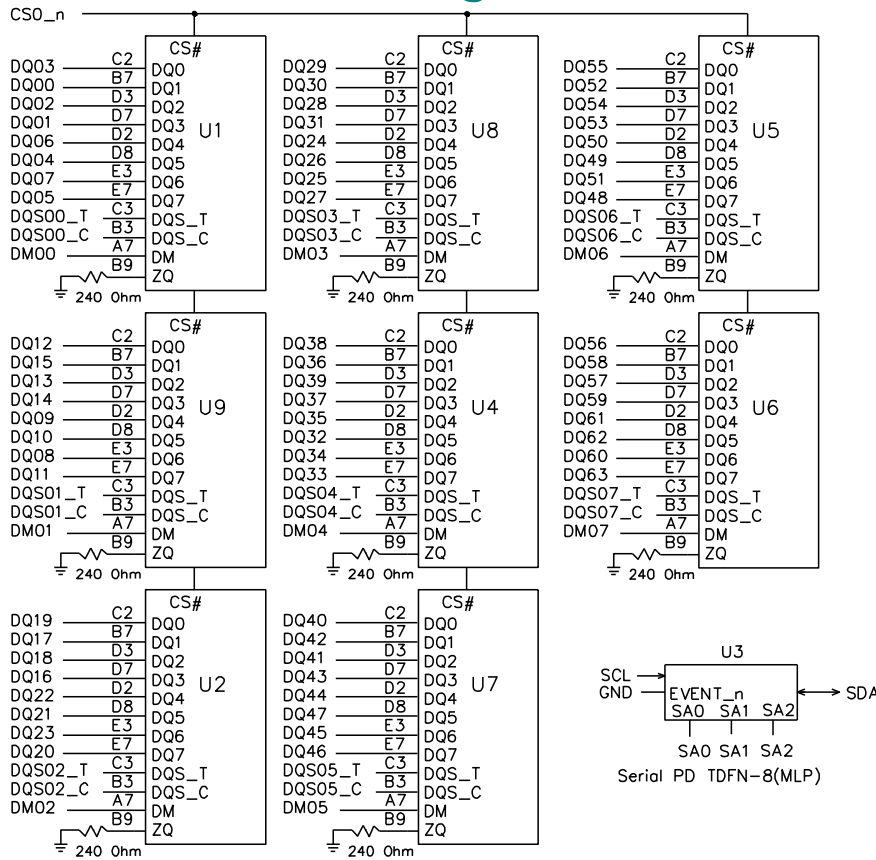 CS0_n
CS#
DQ03 C2 DQ0
DQ00 B7 DQ1
DQ02 D3 DQ2
DQ01 D7 DQ3
DQ06 D2 DQ4
DQ04 D8 DQ5
DQ07 E3 DQ6
DQ05 E7 DQ7
DQS00_T C3 DQS_T
DQS00_C B3 DQS_C
DM00 A7 DM
B9 ZQ
240 Ohm
U1
CS#
DQ29 C2 DQ0
DQ30 B7 DQ1
DQ28 D3 DQ2
DQ31 D7 DQ3
DQ24 D2 DQ4
DQ26 D8 DQ5
DQ25 E3 DQ6
DQ27 E7 DQ7
DQS03_T C3 DQS_T
DQS03_C B3 DQS_C
DM03 A7 DM
B9 ZQ
240 Ohm
U8
CS#
DQ55 C2 DQ0
DQ52 B7 DQ1
DQ54 D3 DQ2
DQ53 D7 DQ3
DQ50 D2 DQ4
DQ49 D8 DQ5
DQ51 E3 DQ6
DQ48 E7 DQ7
DQS06_T C3 DQS_T
DQS06_C B3 DQS_C
DM06 A7 DM
B9 ZQ
240 Ohm
U5
CS#
DQ12 C2 DQ0
DQ15 B7 DQ1
DQ13 D3 DQ2
DQ14 D7 DQ3
DQ09 D2 DQ4
DQ10 D8 DQ5
DQ08 E3 DQ6
DQ11 E7 DQ7
DQS01_T C3 DQS_T
DQS01_C B3 DQS_C
DM01 A7 DM
B9 ZQ
240 Ohm
U9
CS#
DQ38 C2 DQ0
DQ36 B7 DQ1
DQ39 D3 DQ2
DQ37 D7 DQ3
DQ35 D2 DQ4
DQ32 D8 DQ5
DQ34 E3 DQ6
DQ33 E7 DQ7
DQS04_T C3 DQS_T
DQS04_C B3 DQS_C
DM04 A7 DM
B9 ZQ
240 Ohm
U4
CS#
DQ56 C2 DQ0
DQ58 B7 DQ1
DQ57 D3 DQ2
DQ59 D7 DQ3
DQ61 D2 DQ4
DQ62 D8 DQ5
DQ60 E3 DQ6
DQ63 E7 DQ7
DQS07_T C3 DQS_T
DQS07_C B3 DQS_C
DM07 A7 DM
B9 ZQ
240 Ohm
U6
CS#
DQ19 C2 DQ0
DQ17 B7 DQ1
DQ18 D3 DQ2
DQ16 D7 DQ3
DQ22 D2 DQ4
DQ21 D8 DQ5
DQ23 E3 DQ6
DQ20 E7 DQ7
DQS02_T C3 DQS_T
DQS02_C B3 DQS_C
DM02 A7 DM
B9 ZQ
240 Ohm
U2
CS#
DQ40 C2 DQ0
DQ42 B7 DQ1
DQ41 D3 DQ2
DQ43 D7 DQ3
DQ44 D2 DQ4
DQ47 D8 DQ5
DQ45 E3 DQ6
DQ46 E7 DQ7
DQS05_T C3 DQS_T
DQS05_C B3 DQS_C
DM05 A7 DM
B9 ZQ
240 Ohm
U7
U3
SCL
GND EVENT_n SDA
SA0 SA1 SA2
SA0 SA1 SA2
Serial PD TDFN-8(MLP)